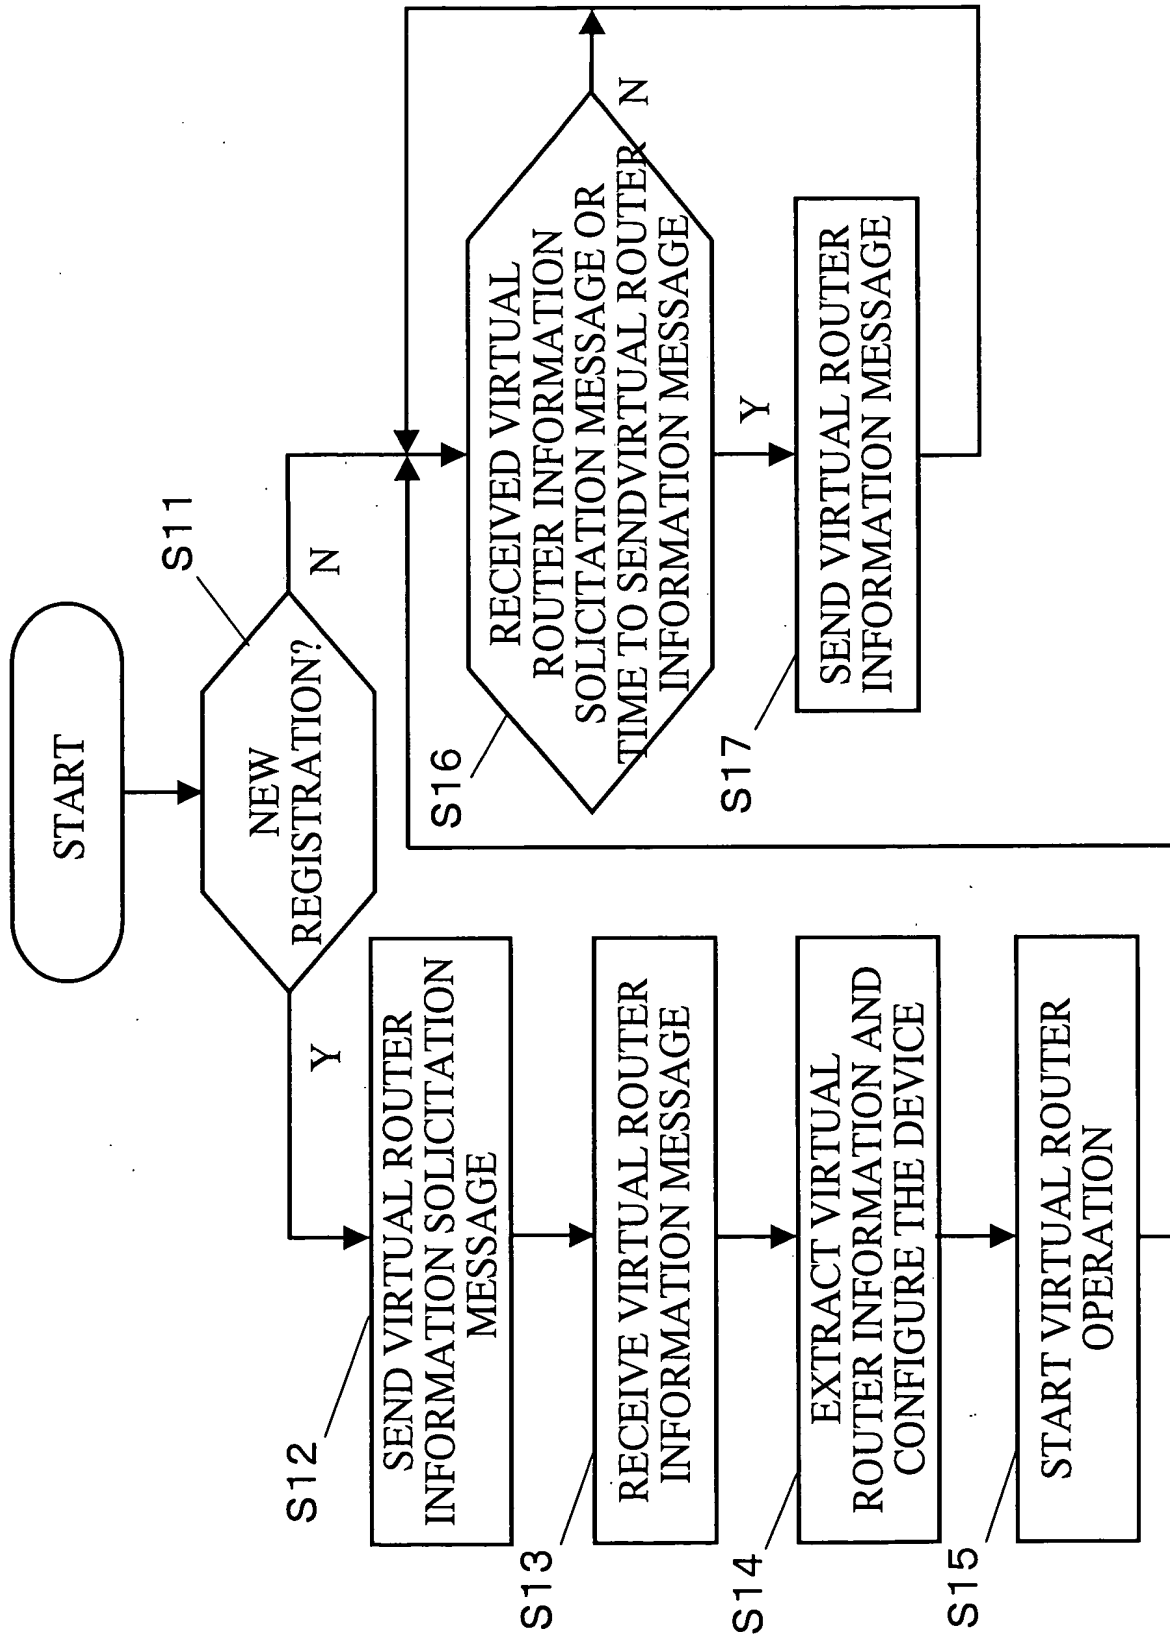 START
S11
NEW
REGISTRATION?
Y
N
S12
SEND VIRTUAL ROUTER
INFORMATION SOLICITATION
MESSAGE
S13
RECEIVE VIRTUAL ROUTER
INFORMATION MESSAGE
S14
EXTRACT VIRTUAL
ROUTER INFORMATION AND
CONFIGURE THE DEVICE
S15
START VIRTUAL ROUTER
OPERATION
S16
RECEIVED VIRTUAL
ROUTER INFORMATION
SOLICITATION MESSAGE OR
TIME TO SENDVIRTUAL ROUTER
INFORMATION MESSAGE
N
Y
S17
SEND VIRTUAL ROUTER
INFORMATION MESSAGE